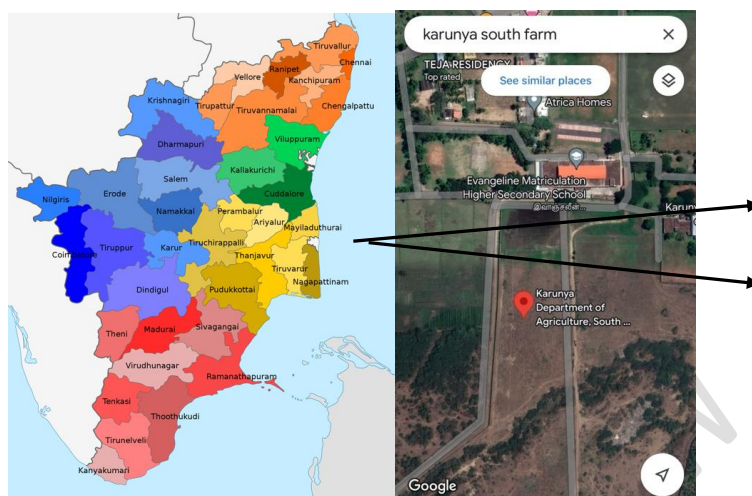 Tiruvallur
Chennai
Ranipet
Vellore
Kanchipuram
Tirupattur
Tiruvannamalai
Chengalpattu
Krishnagiri
Dharmapuri
Viluppuram
Kallakurichi
Salem
Erode
Nilgiris
Cuddalore
Namakkal
Perambalur
Ariyalur
Mayiladuthurai
Tiruppur
Karur
Tiruchirappalli
Thanjavur
Tiruvarur
Nagapattinam
Dindigul
Pudukkottai
Theni
Madurai
Sivagangai
Virudhunagar
Ramanathapuram
Tenkasi
Thoothukudi
Tirunelveli
Kanyakumari
karunya south farm
TEJA RESIDENCY
Top rated
See similar places
Atrica Homes
Evangeline Matriculation
Higher Secondary School
Karun
Karunya
Department of
Agriculture, South ...
Google